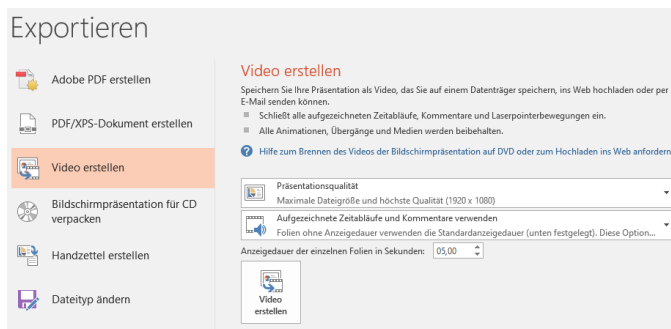 Exportieren
Adobe PDF erstellen
PDF/XPS-Dokument erstellen
Video erstellen
Bildschirmpräsentation für CD
verpacken
Handzettel erstellen
Dateityp ändern
Video erstellen
Speichern Sie Ihre Präsentation als Video, das Sie auf einem Datenträger speichern, ins Web hochladen oder per
E-Mail senden können.
Schließt alle aufgezeichneten Zeitabläufe, Kommentare und Laserpointerbewegungen ein.
Alle Animationen, Übergänge und Medien werden beibehalten.
Hilfe zum Brennen des Videos der Bildschirmpräsentation auf DVD oder zum Hochladen ins Web anfordern
Präsentationsqualität
Maximale Dateigröße und höchste Qualität (1920 x 1080)
Aufgezeichnete Zeitabläufe und Kommentare verwenden
Folien ohne Anzeigedauer verwenden die Standardanzeigedauer (unten festgelegt). Diese Option...
Anzeigedauer der einzelnen Folien in Sekunden: 05,00
Video
erstellen